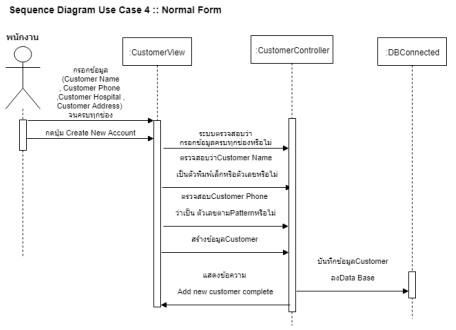 Sequence Diagram Use Case 4 :: Normal Form
พนักงาน
:CustomerView
:CustomerController
:DBConnected
กรอกข้อมูล
(Customer Name
, Customer Phone
,Customer Hospital ,
Customer Address)
จนครบทุกช่อง
กดปุ่ม Create New Account
ระบบตรวจสอบว่า
กรอกข้อมูลครบทุกช่องหรือไม่
ตรวจสอบว่าCustomer Name
เป็นตัวพิมพ์เล็กหรือตัวเลขหรือไม่
ตรวจสอบCustomer Phone
ว่าเป็น ตัวเลขตามPatternหรือไม่
สร้างข้อมูลCustomer
บันทึกข้อมูลCustomer
ลงData Base
แสดงข้อความ
Add new customer complete